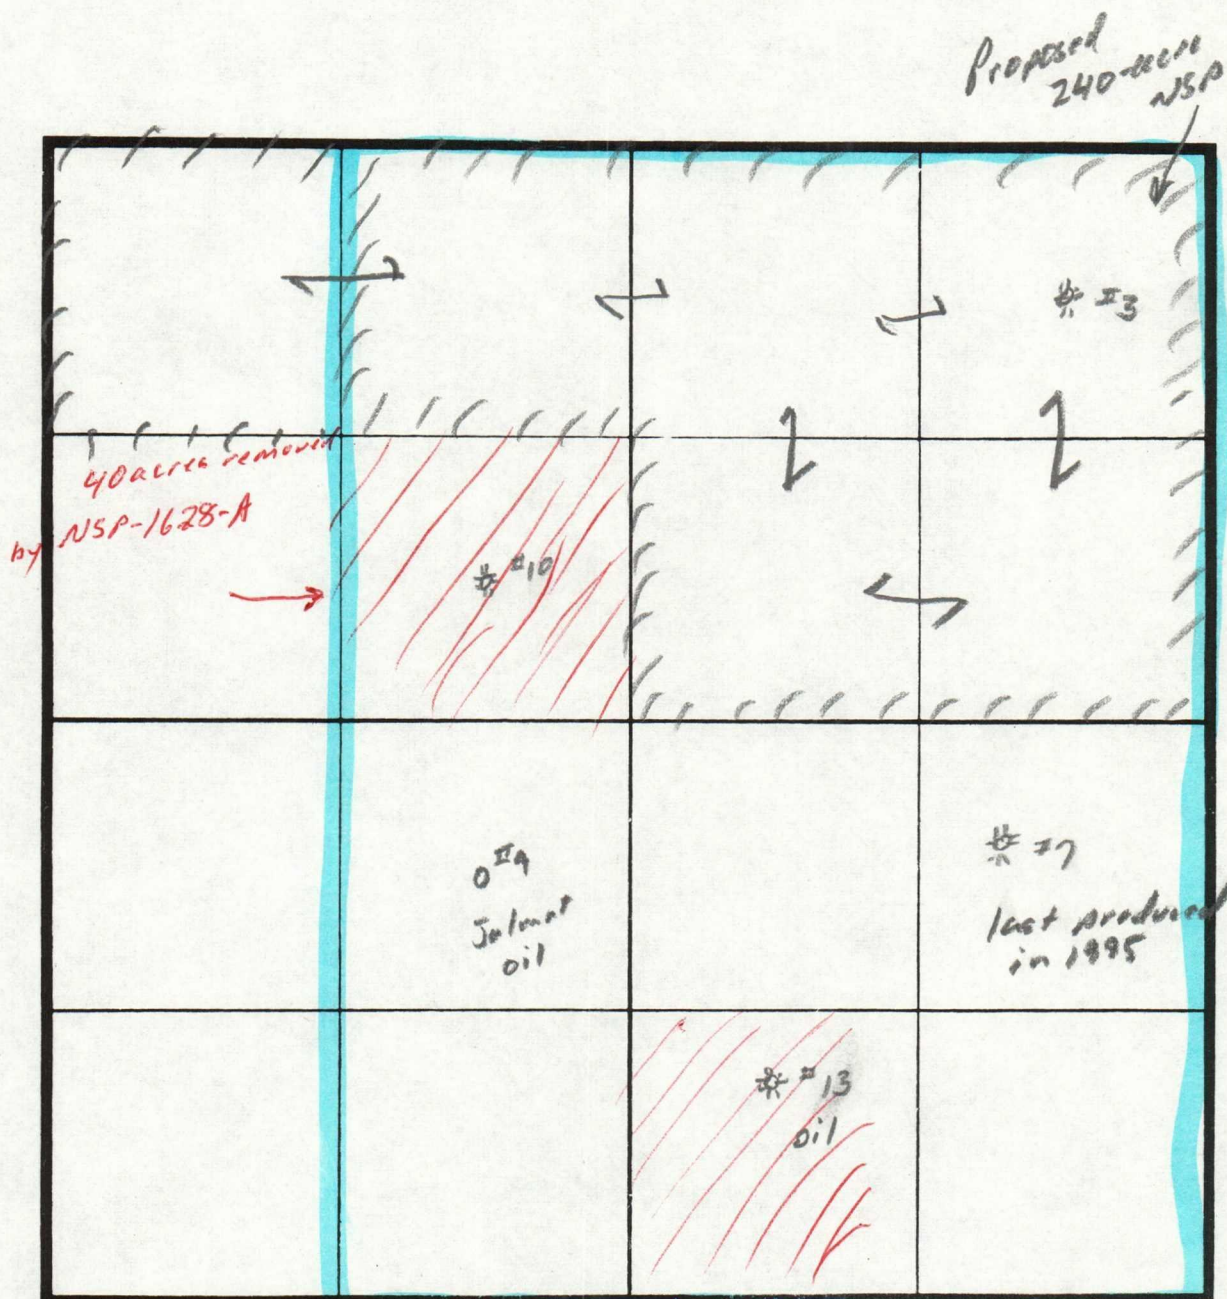 Proposed
240-acre
NSP
#3
40 acres removed
by NSP-1628-A
#10
#9
Jalmat
oil
#7
last produced
in 1995
#13
oil